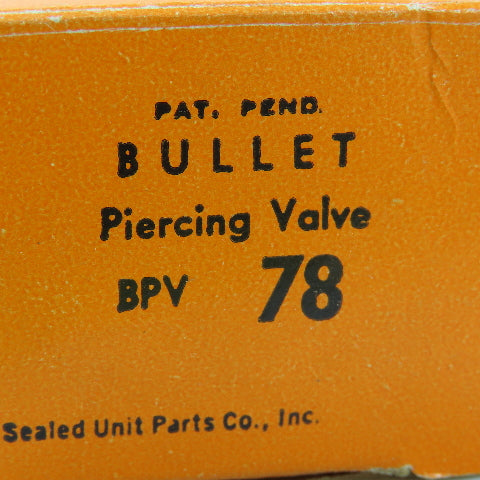 PAT. PEND.
BULLET
Piercing Valve
BPV 78
Sealed Unit Parts Co., Inc.